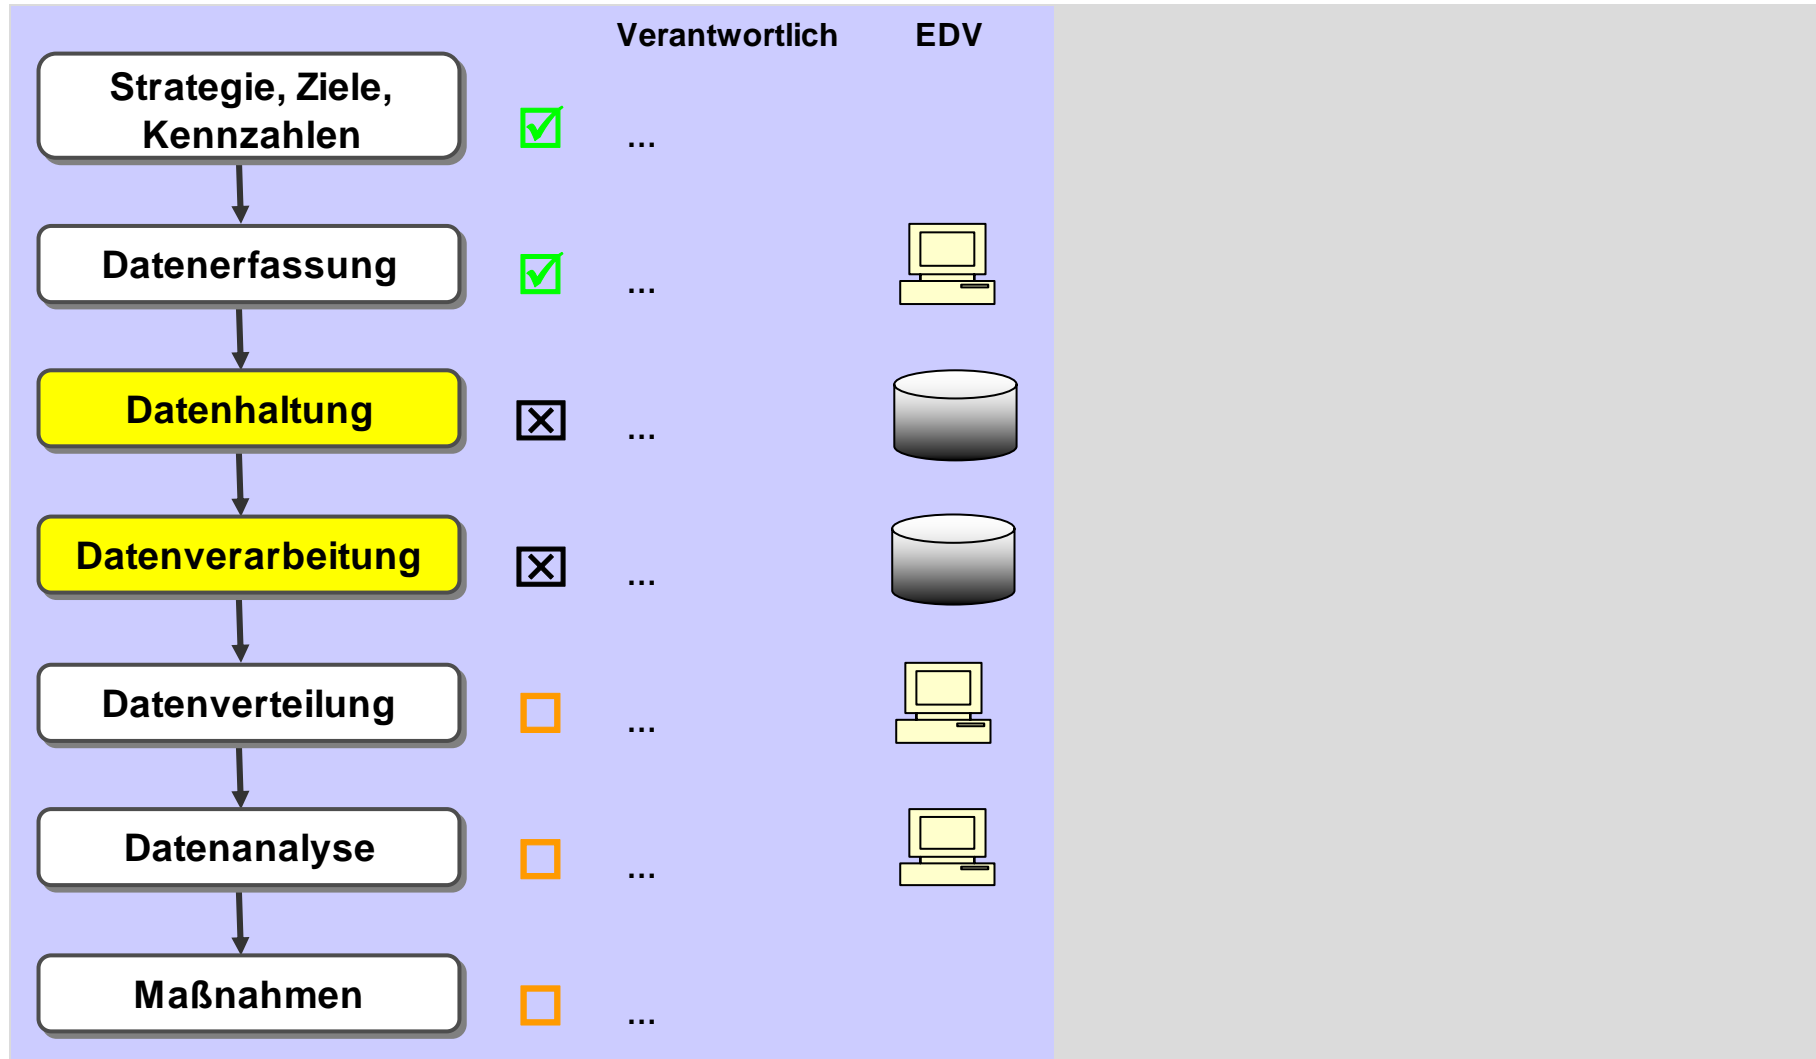 Verantwortlich EDV
Strategie, Ziele,
Kennzahlen
...
Datenerfassung
...
Datenhaltung
...
Datenverarbeitung
...
Datenverteilung
...
Datenanalyse
...
Maßnahmen
...